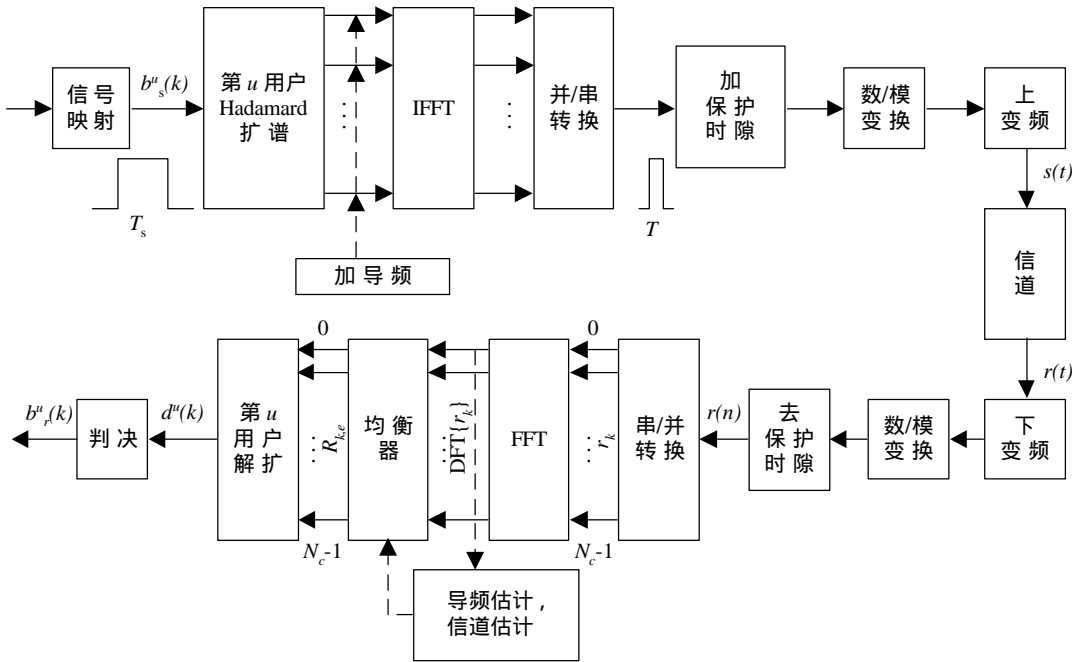 b^u_s(k)
信号
映射
第 u 用户
Hadamard
扩 谱
IFFT
并/串
转 换
加
保 护
时 隙
数/模
变 换
上
变 频
T_s
T
加 导 频
s(t)
信
道
r(t)
b^u_r(k)
判 决
d^u(k)
第 u
用 户
解 扩
0
R_{k,e}
N_c-1
均 衡
器
DFT{r_k}
FFT
0
r_k
N_c-1
串/并
转 换
r(n)
去
保 护
时 隙
数/模
变 换
下
变 频
导频估计,
信道估计